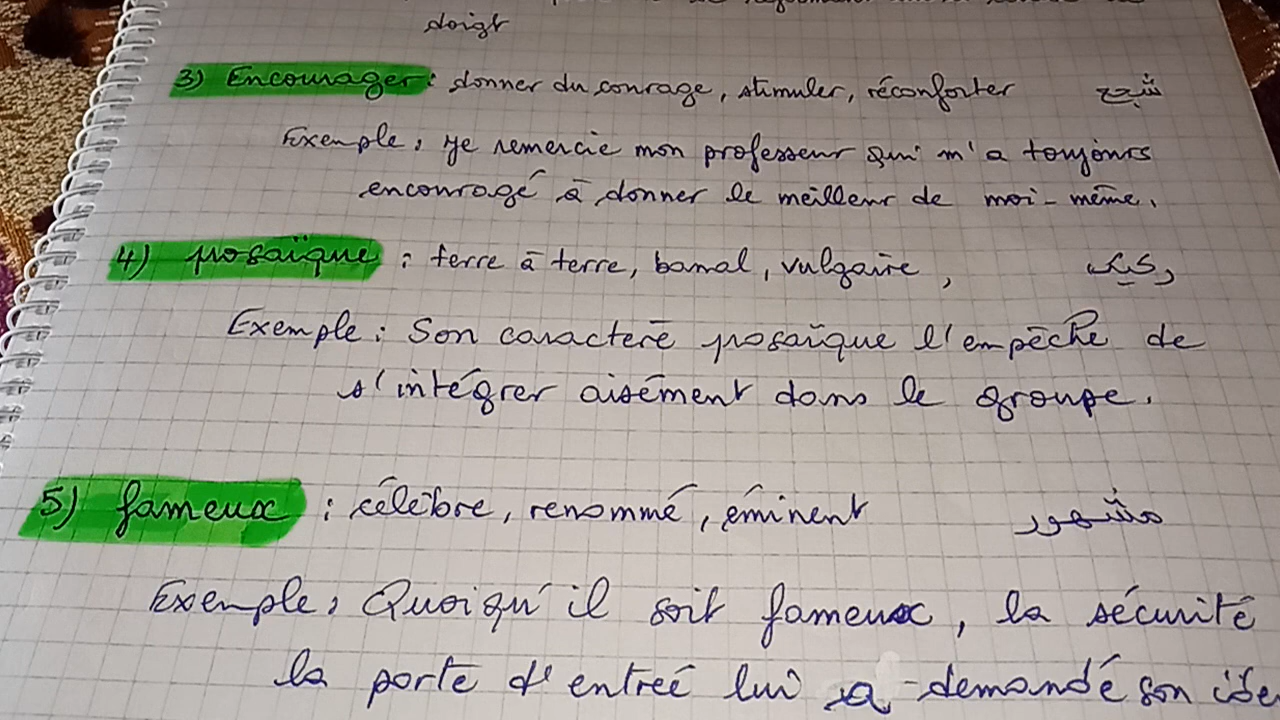 doigt
3) Encourager : donner du courage, stimuler, réconforter شجع
Exemple : je remercie mon professeur qui m'a toujours
encouragé à donner le meilleur de moi-même.
4) prosaïque : terre à terre, banal, vulgaire, ركيك
Exemple : Son caractère prosaïque l'empêche de
s'intégrer aisément dans le groupe.
5) fameux : célèbre, renommé, éminent مشهور
Exemple : Quoiqu'il soit fameux, la sécurité
la porte d'entreé lui a demandé son ide